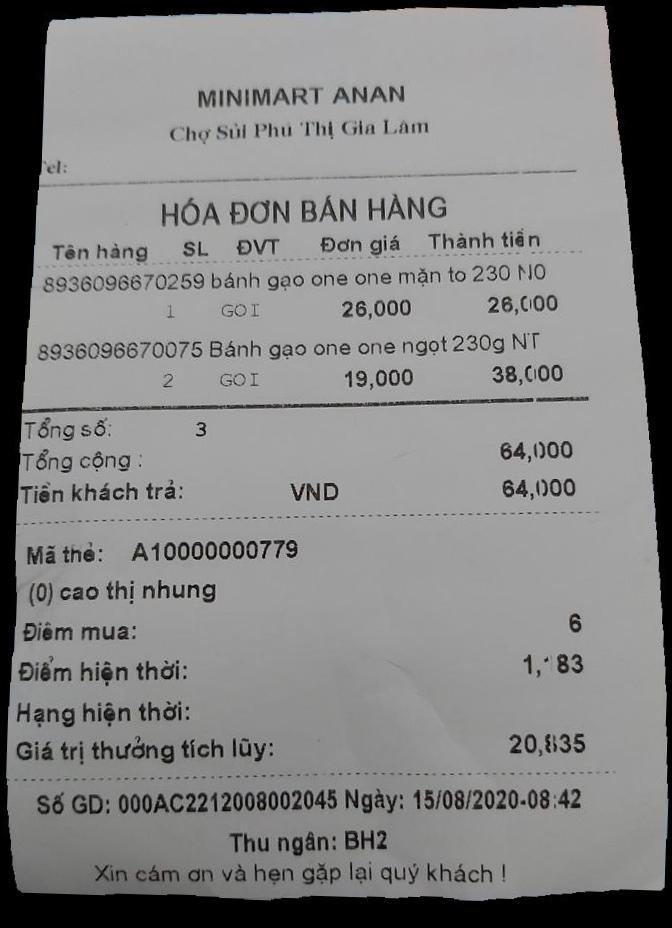 MINIMART ANAN
Chợ Sủi Phú Thị Gia Lâm
Tel:
HÓA ĐƠN BÁN HÀNG
Tên hàng SL ĐVT Đơn giá Thành tiền
8936096670259 bánh gạo one one mặn to 230 N0
1 GOI 26,000 26,000
8936096670075 Bánh gạo one one ngọt 230g NT
2 GOI 19,000 38,000
Tổng số: 3
Tổng cộng : 64,000
Tiền khách trả: VND 64,000
Mã thẻ: A10000000779
(0) cao thị nhung
Điểm mua: 6
Điểm hiện thời:
Hạng hiện thời:
Giá trị thưởng tích lũy: 20,835
Số GD: 000AC2212008002045 Ngày: 15/08/2020-08:42
Thu ngân: BH2
Xin cám ơn và hẹn gặp lại quý khách !